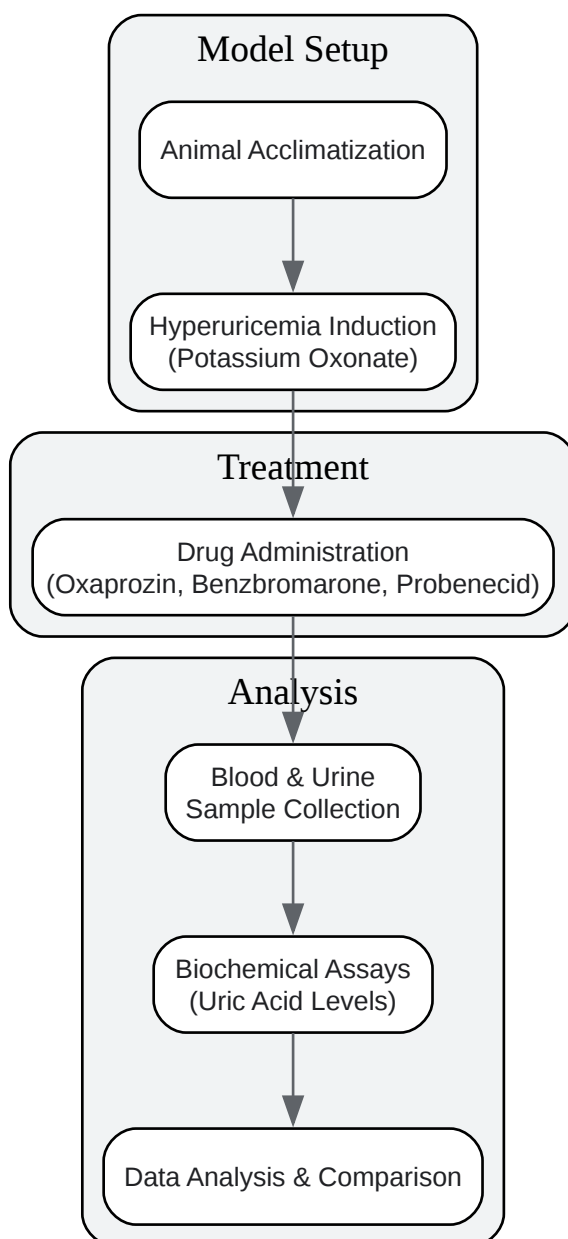 Model Setup
Animal Acclimatization
Hyperuricemia Induction
(Potassium Oxonate)
Treatment
Drug Administration
(Oxaprozin, Benzbromarone, Probenecid)
Analysis
Blood & Urine
Sample Collection
Biochemical Assays
(Uric Acid Levels)
Data Analysis & Comparison